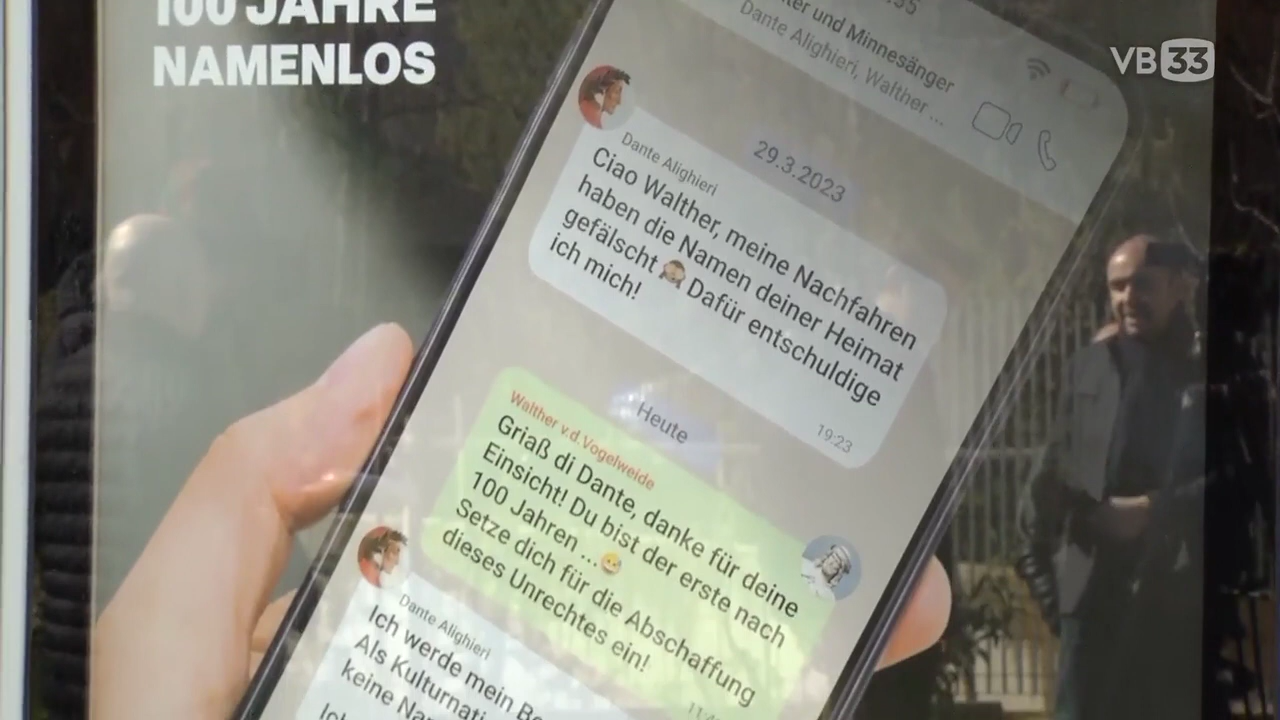 100 JAHRE
NAMENLOS
VB33
ter und Minnesänger
Dante Alighieri, Walther ...
29.3.2023
Dante Alighieri
Ciao Walther, meine Nachfahren
haben die Namen deiner Heimat
gefälscht 🙈 Dafür entschuldige
ich mich!
19:23
Heute
Walther v.d.Vogelweide
Griaß di Dante, danke für deine
Einsicht! Du bist der erste nach
100 Jahren ...😁
Setze dich für die Abschaffung
dieses Unrechtes ein!
Dante Alighieri
Ich werde mein Be
Als Kulturnati
keine Na